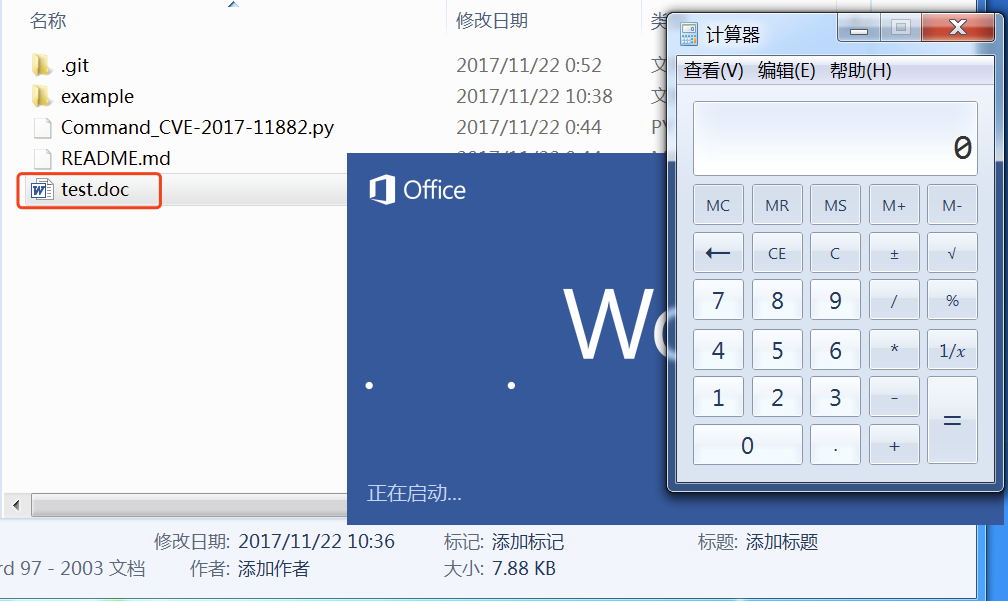 名称 修改日期 类
.git 2017/11/22 0:52 文
example 2017/11/22 10:38 文
Command_CVE-2017-11882.py 2017/11/22 0:44 PY
README.md
test.doc
Office
正在启动...
修改日期: 2017/11/22 10:36 标记: 添加标记 标题: 添加标题
rd 97 - 2003 文档 作者: 添加作者 大小: 7.88 KB
计算器
查看(V) 编辑(E) 帮助(H)
0
MC MR MS M+ M-
← CE C ± √
7 8 9 / %
4 5 6 * 1/x
1 2 3 - =
0 . +